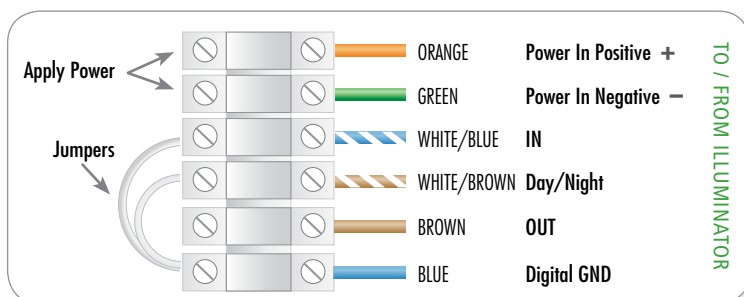 Apply Power
Jumpers
ORANGE Power In Positive +
GREEN Power In Negative –
WHITE/BLUE IN
WHITE/BROWN Day/Night
BROWN OUT
BLUE Digital GND
TO / FROM ILLUMINATOR